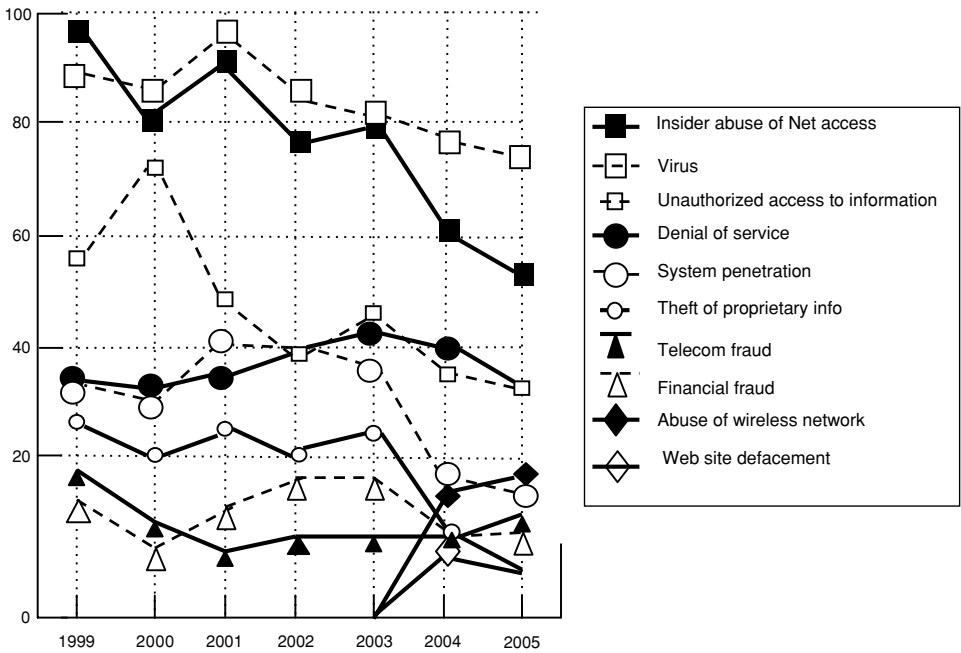 100
80
60
40
20
0
1999 2000 2001 2002 2003 2004 2005
Insider abuse of Net access
Virus
Unauthorized access to information
Denial of service
System penetration
Theft of proprietary info
Telecom fraud
Financial fraud
Abuse of wireless network
Web site defacement